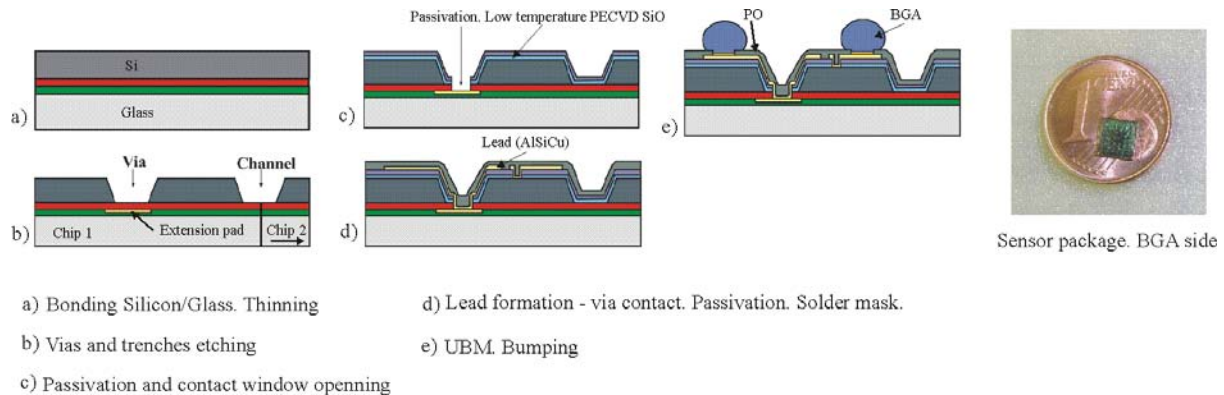 Si
Glass
a)
Via
Channel
Chip 1
Extension pad
Chip 2
b)
Passivation. Low temperature PECVD SiO
c)
Lead (AlSiCu)
d)
PO
BGA
e)
1
Sensor package. BGA side
a) Bonding Silicon/Glass. Thinning
b) Vias and trenches etching
c) Passivation and contact window openning
d) Lead formation - via contact. Passivation. Solder mask.
e) UBM. Bumping